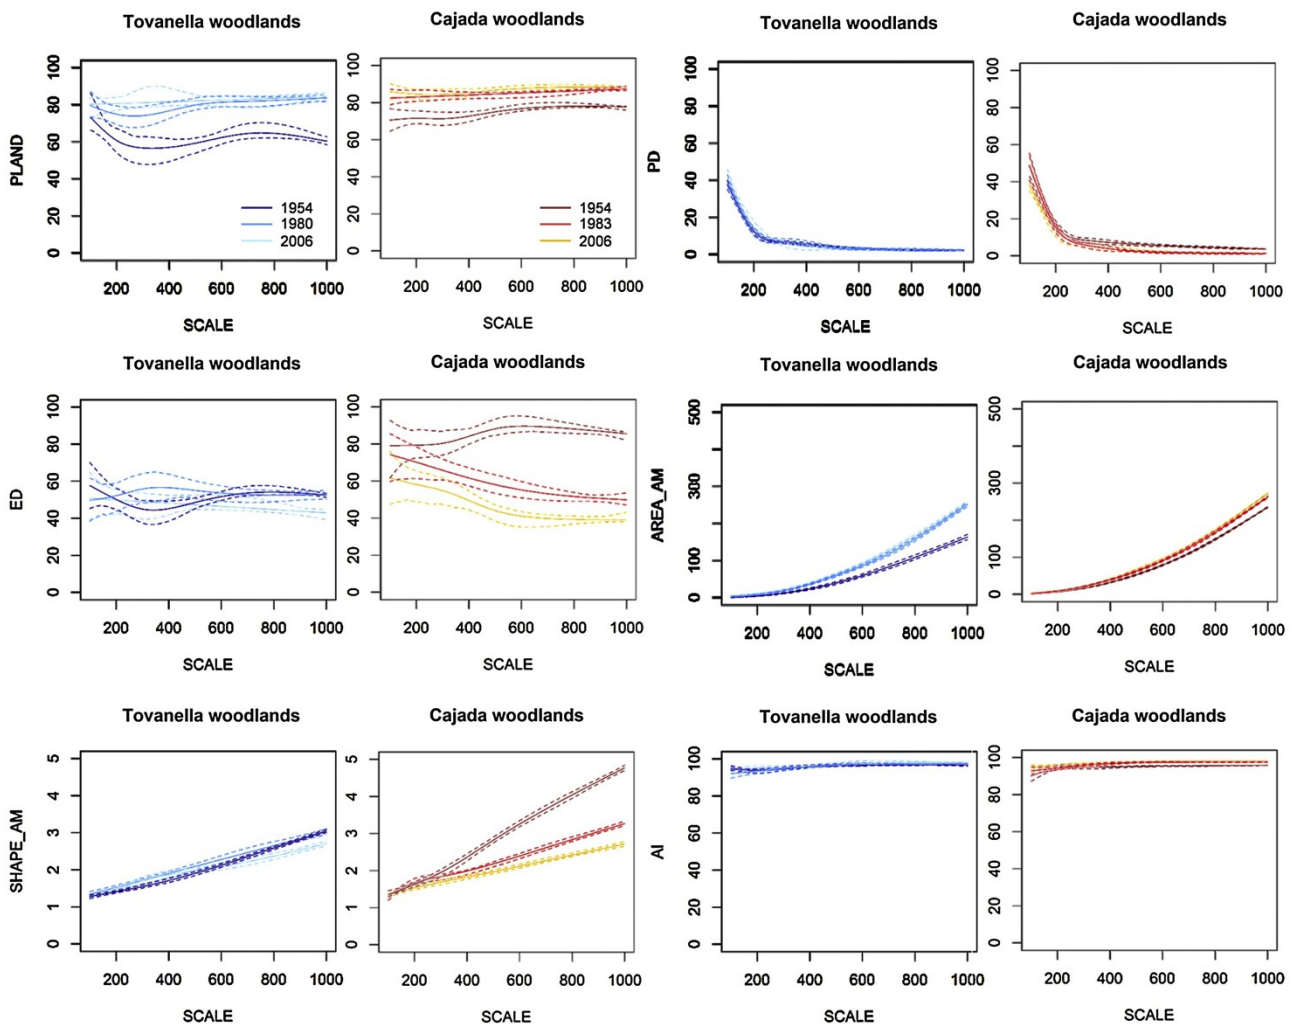 Tovanella woodlands
Cajada woodlands
Tovanella woodlands
Cajada woodlands
PLAND
0 20 40 60 80 100
0 20 40 60 80 100
PD
0 20 40 60 80 100
0 20 40 60 80 100
1954
1980
2006
1954
1983
2006
200 400 600 800 1000
200 400 600 800 1000
200 400 600 800 1000
200 400 600 800 1000
SCALE
SCALE
SCALE
SCALE
Tovanella woodlands
Cajada woodlands
Tovanella woodlands
Cajada woodlands
ED
0 20 40 60 80 100
0 20 40 60 80 100
AREA_AM
0 100 300 500
0 100 300 500
200 400 600 800 1000
200 400 600 800 1000
200 400 600 800 1000
200 400 600 800 1000
SCALE
SCALE
SCALE
SCALE
Tovanella woodlands
Cajada woodlands
Tovanella woodlands
Cajada woodlands
SHAPE_AM
0 1 2 3 4 5
0 1 2 3 4 5
AI
0 20 40 60 80 100
0 20 40 60 80 100
200 400 600 800 1000
200 400 600 800 1000
200 400 600 800 1000
200 400 600 800 1000
SCALE
SCALE
SCALE
SCALE